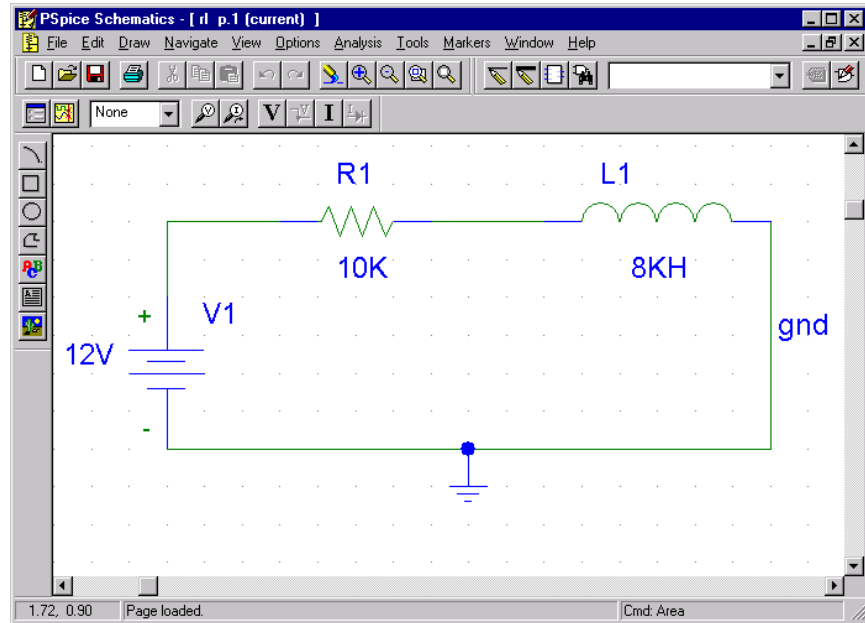 PSpice Schematics - [ rl p.1 (current) ]
File Edit Draw Navigate View Options Analysis Tools Markers Window Help
None V I
R1 L1
10K 8KH
+ V1 gnd
12V
-
1.72, 0.90 Page loaded. Cmd: Area